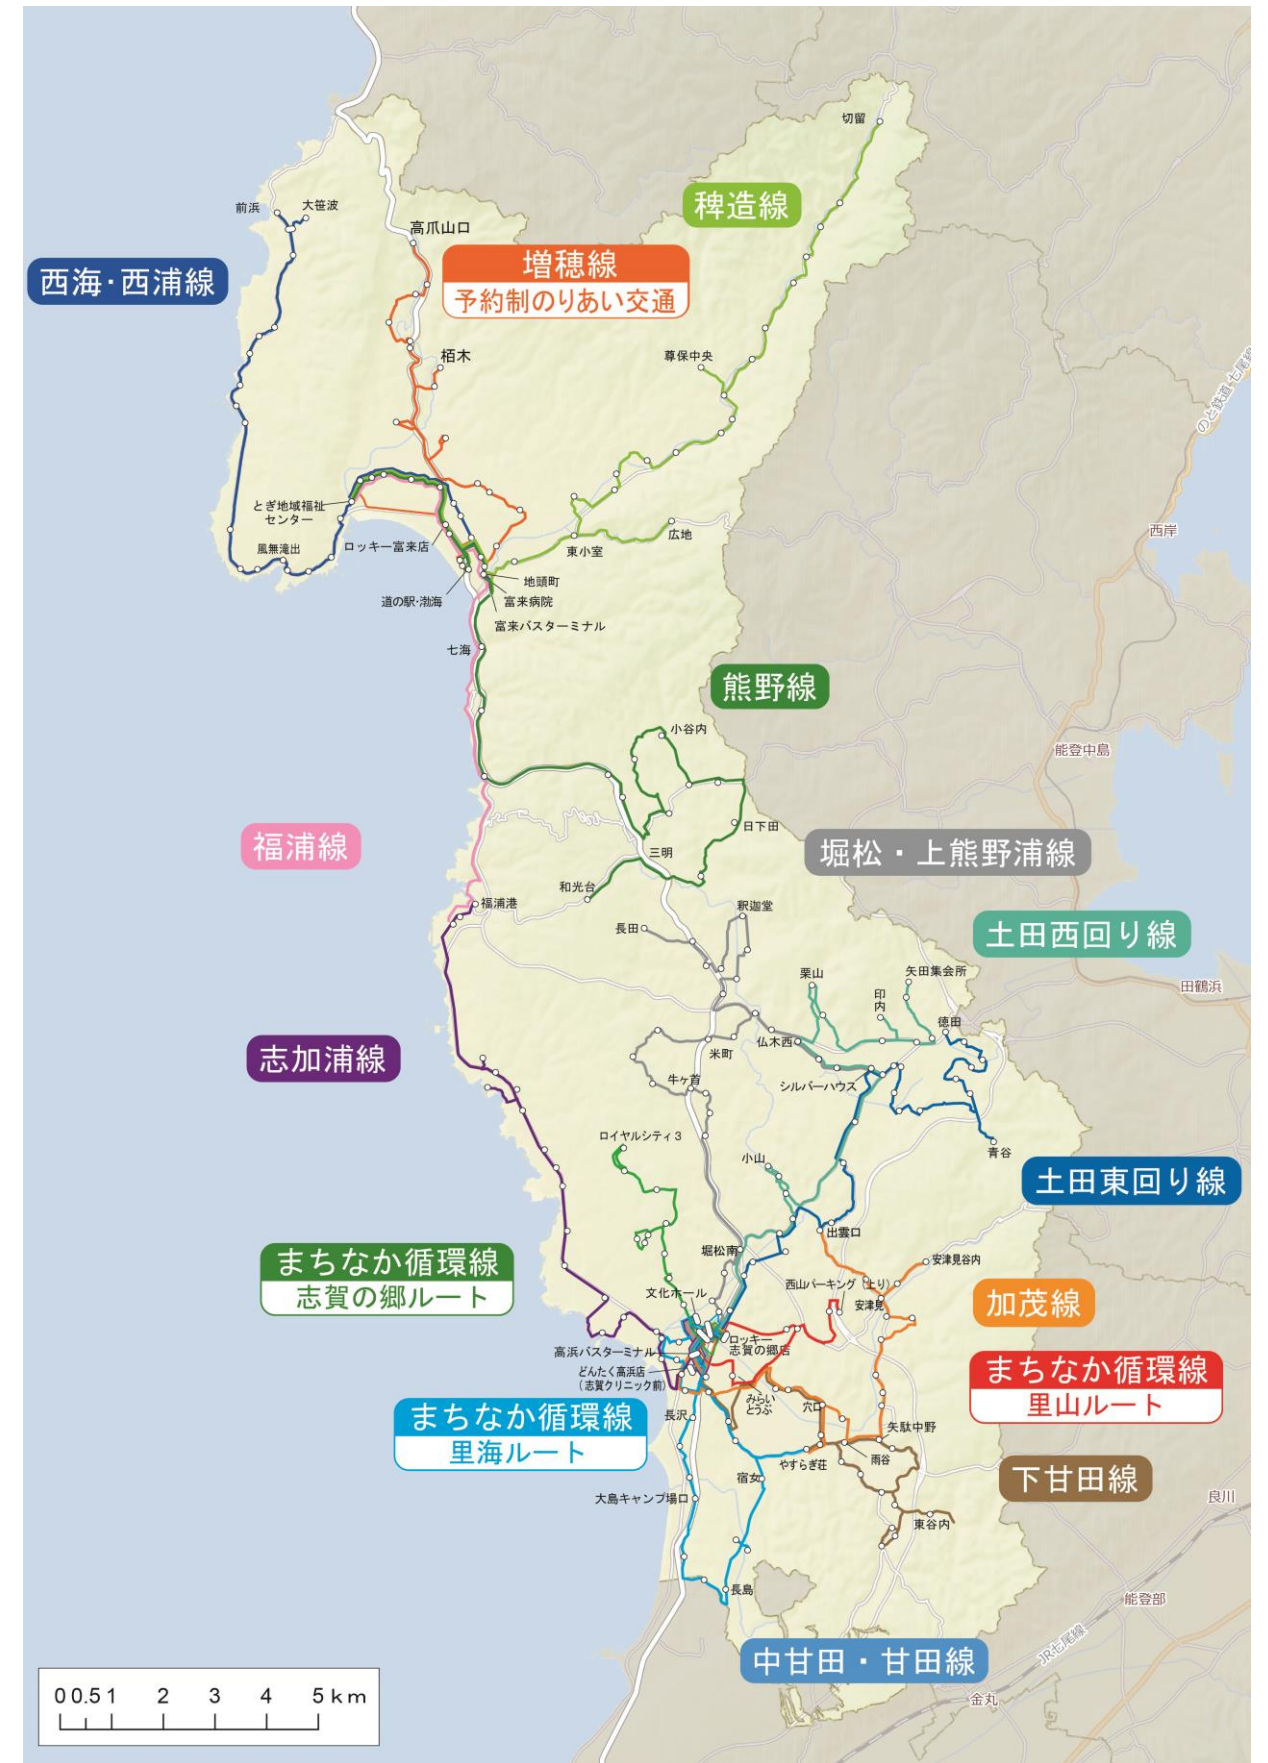 切留
稗造線
前浜
大笹波
高爪山口
増穂線
予約制のりあい交通
西海･西浦線
栢木
尊保中央
のと鉄道 七尾線
とぎ地域福祉
センター
ロッキー富来店
風無滝出
東小室
広地
西岸
地頭町
道の駅･渤海
富来病院
富来バスターミナル
七海
熊野線
小谷内
能登中島
日下田
福浦線
三明
堀松・上熊野浦線
和光台
福浦港
釈迦堂
長田
土田西回り線
栗山
矢田集会所
田鶴浜
印内
徳田
志加浦線
米町
仏木西
牛ヶ首
シルバーハウス
ロイヤルシティ３
小山
青谷
土田東回り線
出雲口
まちなか循環線
志賀の郷ルート
堀松南
安津見谷内
西山パーキング（上り）
文化ホール
安津見
加茂線
高浜バスターミナル
ロッキー
志賀の郷店
どんたく高浜店
（志賀クリニック前）
まちなか循環線
里山ルート
みらい
とうぶ
穴口
まちなか循環線
里海ルート
長沢
矢駄中野
やすらぎ荘
雨谷
宿女
下甘田線
大島キャンプ場口
良川
東谷内
長島
能登部
中甘田・甘田線
JR七尾線
金丸
0 0.5 1 2 3 4 5 km